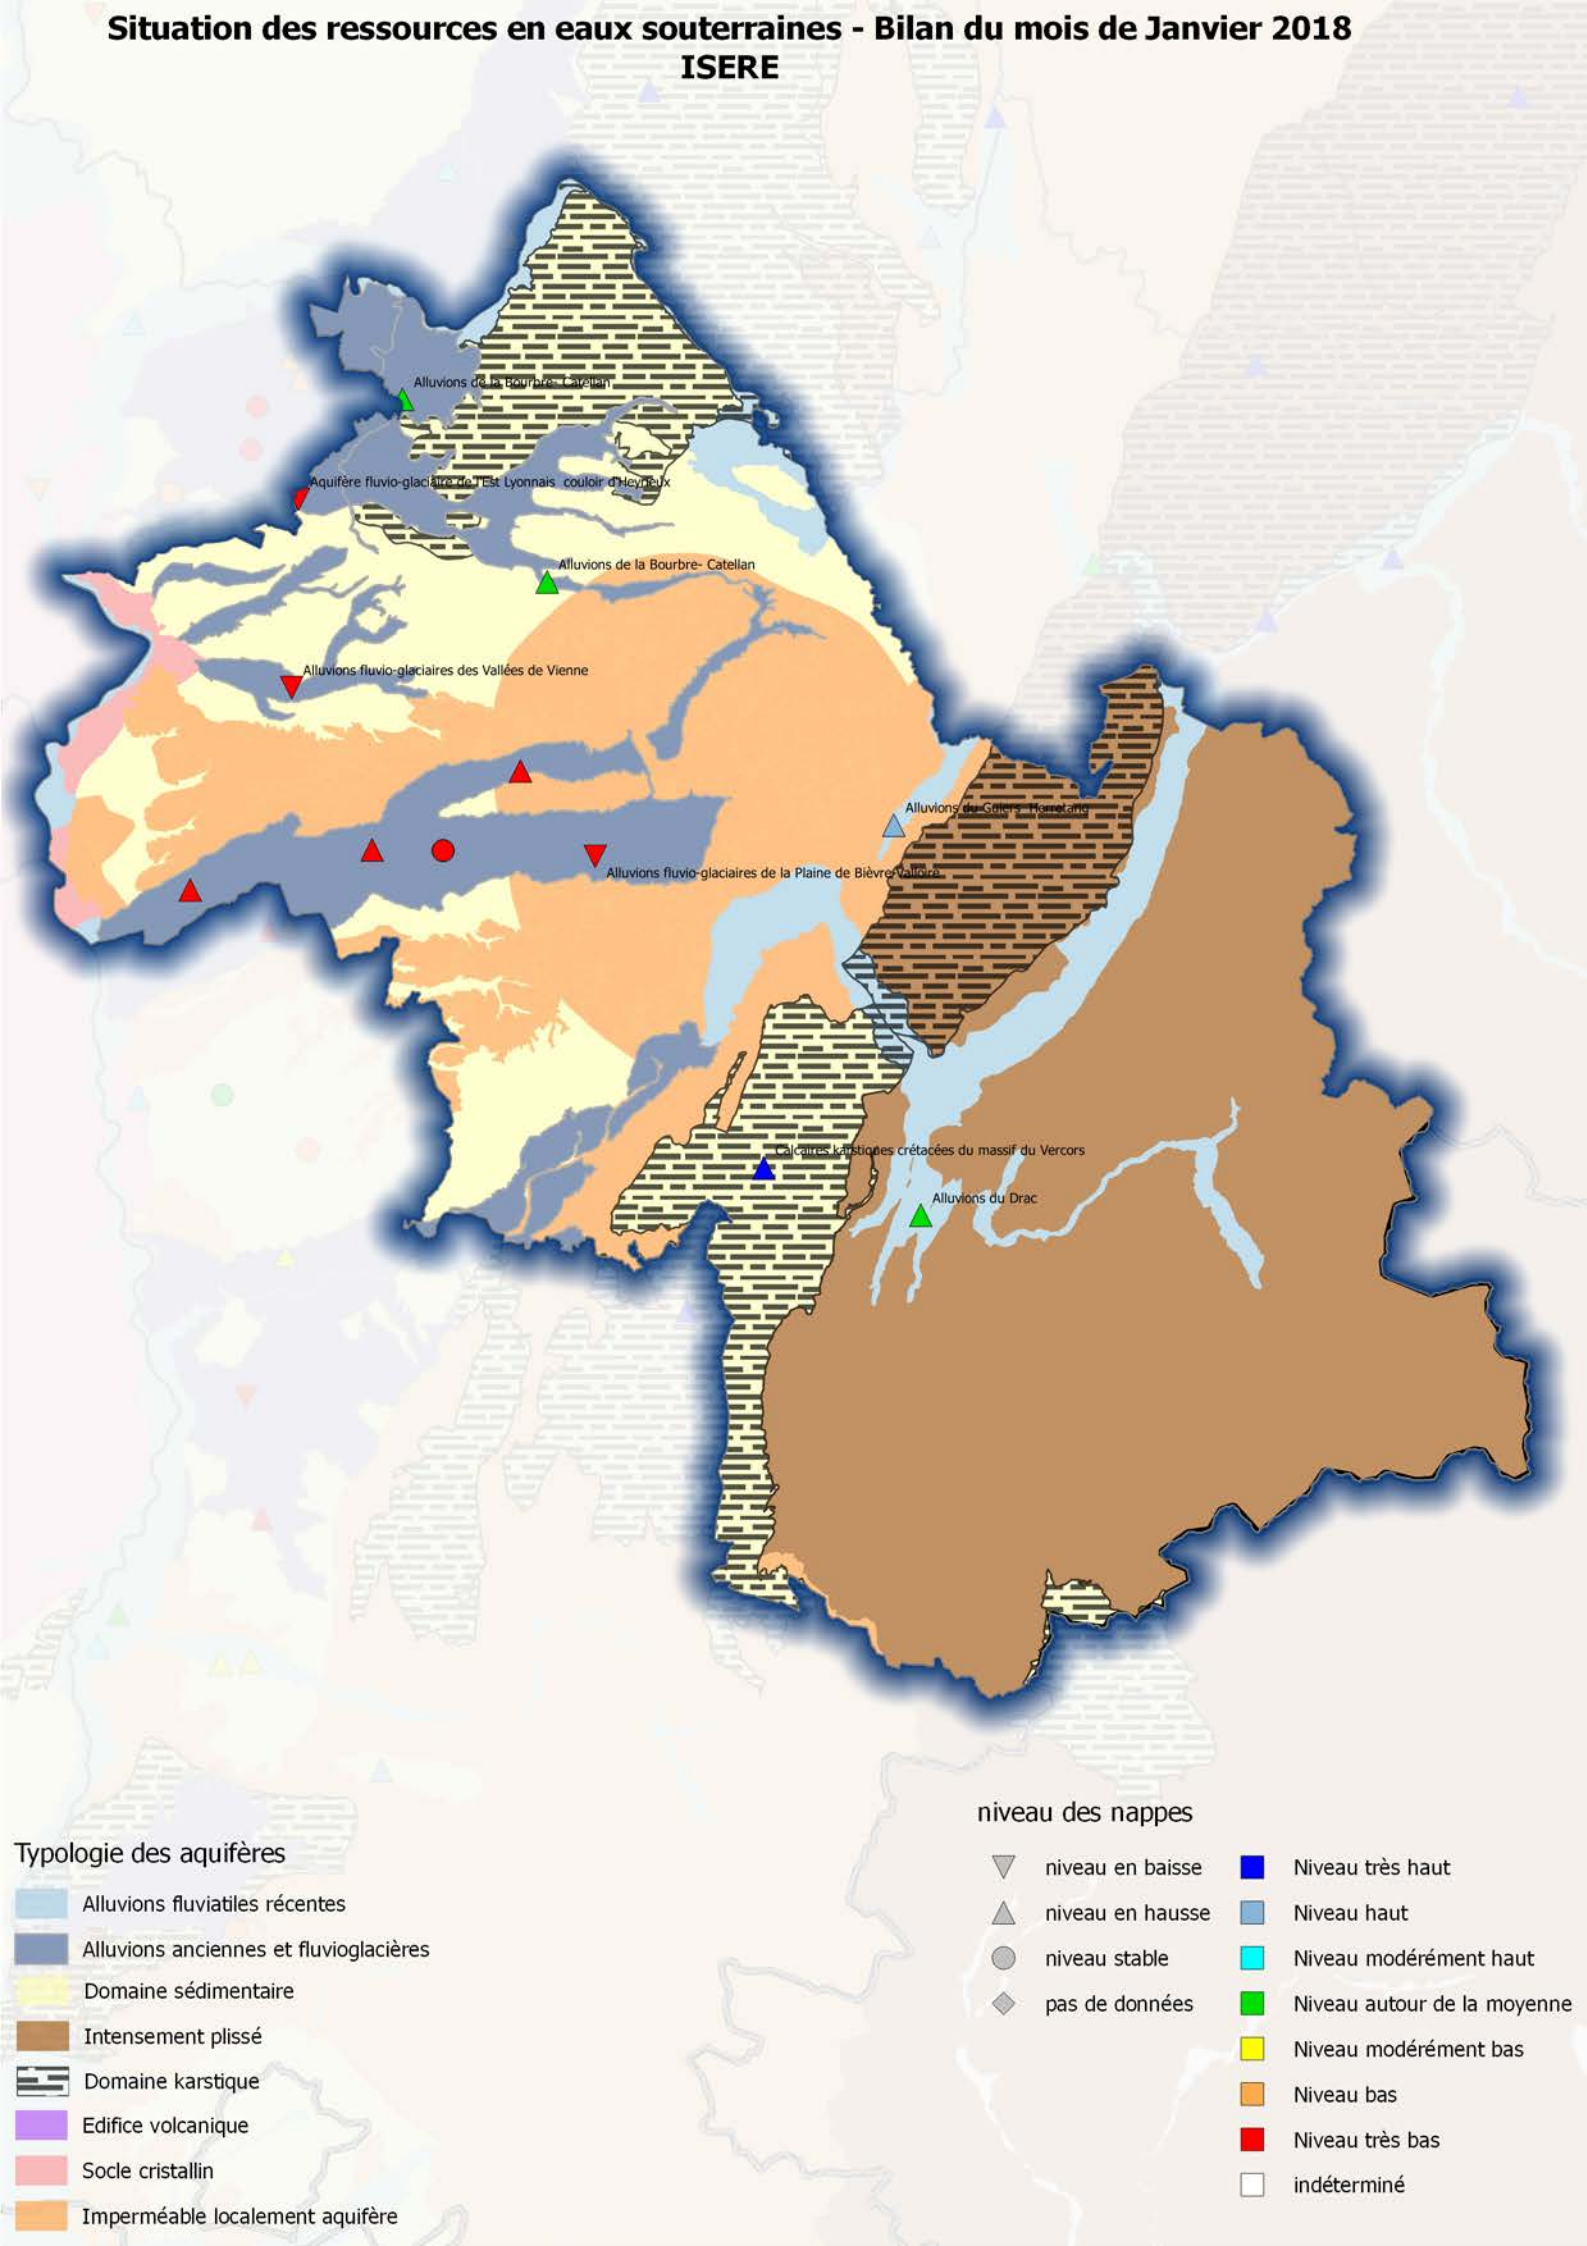 Situation des ressources en eaux souterraines - Bilan du mois de Janvier 2018
ISERE
Alluvions de la Bourbre- Catellan
Aquifère fluvio-glaciaire de l'Est Lyonnais couloir d'Heyrieux
Alluvions de la Bourbre- Catellan
Alluvions fluvio-glaciaires des Vallées de Vienne
Alluvions du Guiers Herretang
Alluvions fluvio-glaciaires de la Plaine de Bièvre-Valloire
Calcaires karstiques crétacées du massif du Vercors
Alluvions du Drac
Typologie des aquifères
Alluvions fluviatiles récentes
Alluvions anciennes et fluvioglacières
Domaine sédimentaire
Intensement plissé
Domaine karstique
Edifice volcanique
Socle cristallin
Imperméable localement aquifère
niveau des nappes
niveau en baisse
niveau en hausse
niveau stable
pas de données
Niveau très haut
Niveau haut
Niveau modérément haut
Niveau autour de la moyenne
Niveau modérément bas
Niveau bas
Niveau très bas
indéterminé